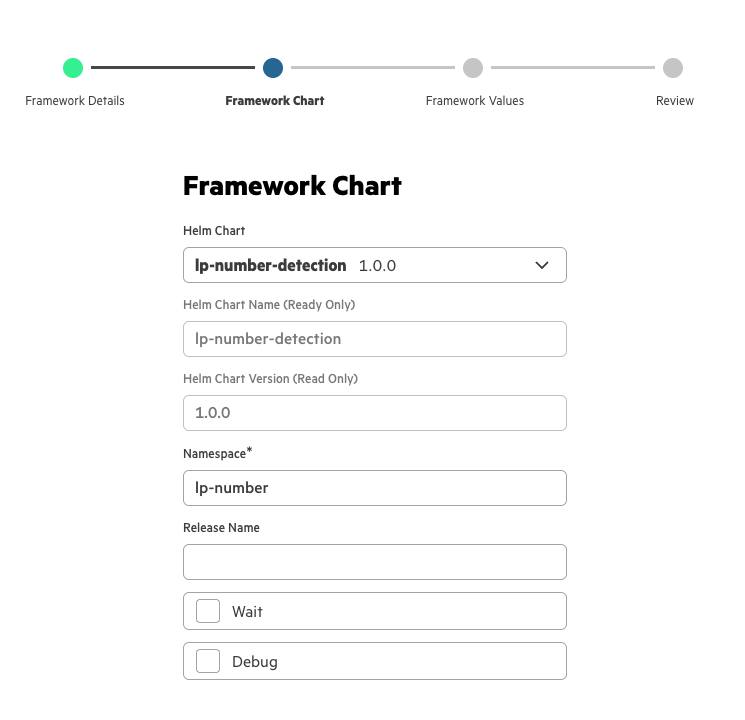 Framework Details Framework Chart Framework Values Review
Framework Chart
Helm Chart
lp-number-detection 1.0.0
Helm Chart Name (Ready Only)
lp-number-detection
Helm Chart Version (Read Only)
1.0.0
Namespace*
lp-number
Release Name
Wait
Debug